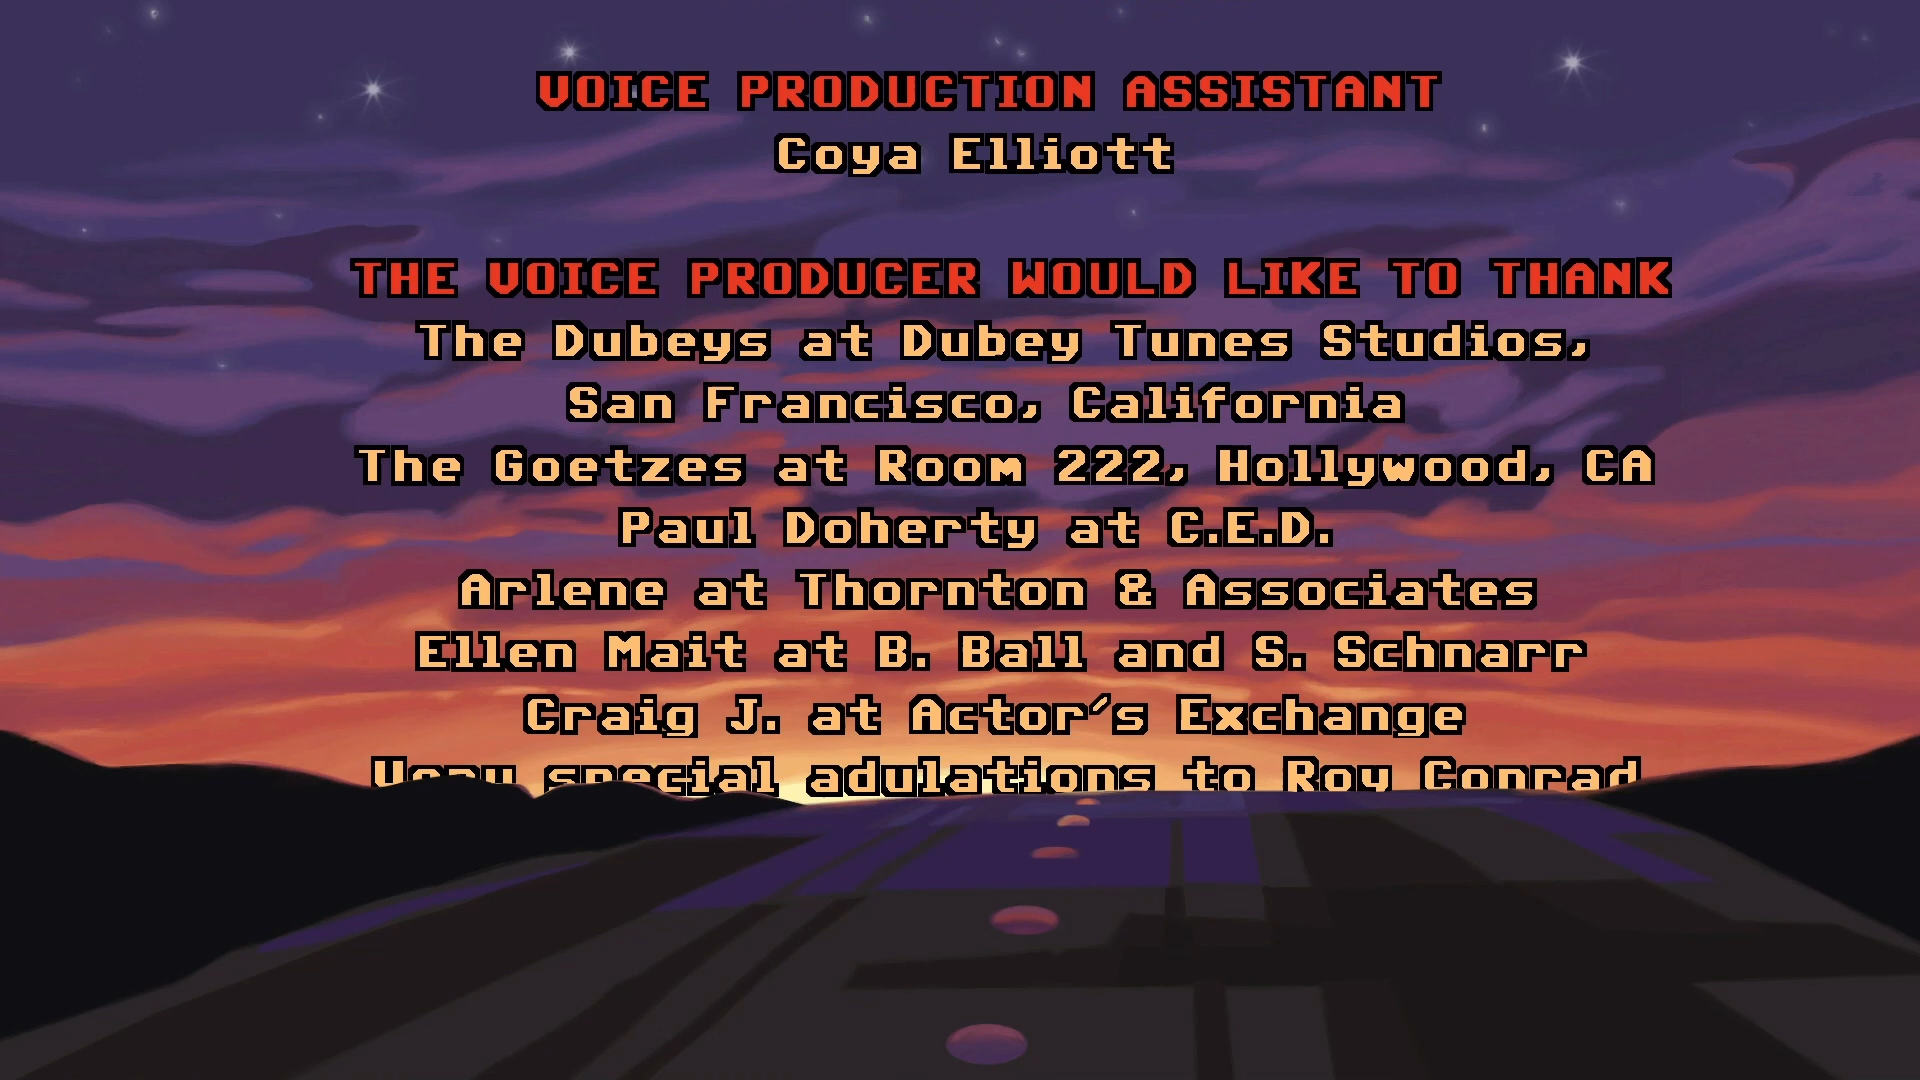 VOICE PRODUCTION ASSISTANT
Coya Elliott
THE VOICE PRODUCER WOULD LIKE TO THANK
The Dubeys at Dubey Tunes Studios,
San Francisco, California
The Goetzes at Room 222, Hollywood, CA
Paul Doherty at C.E.D.
Arlene at Thornton & Associates
Ellen Mait at B. Ball and S. Schnarr
Craig J. at Actor's Exchange
Very special adulations to Roy Conrad